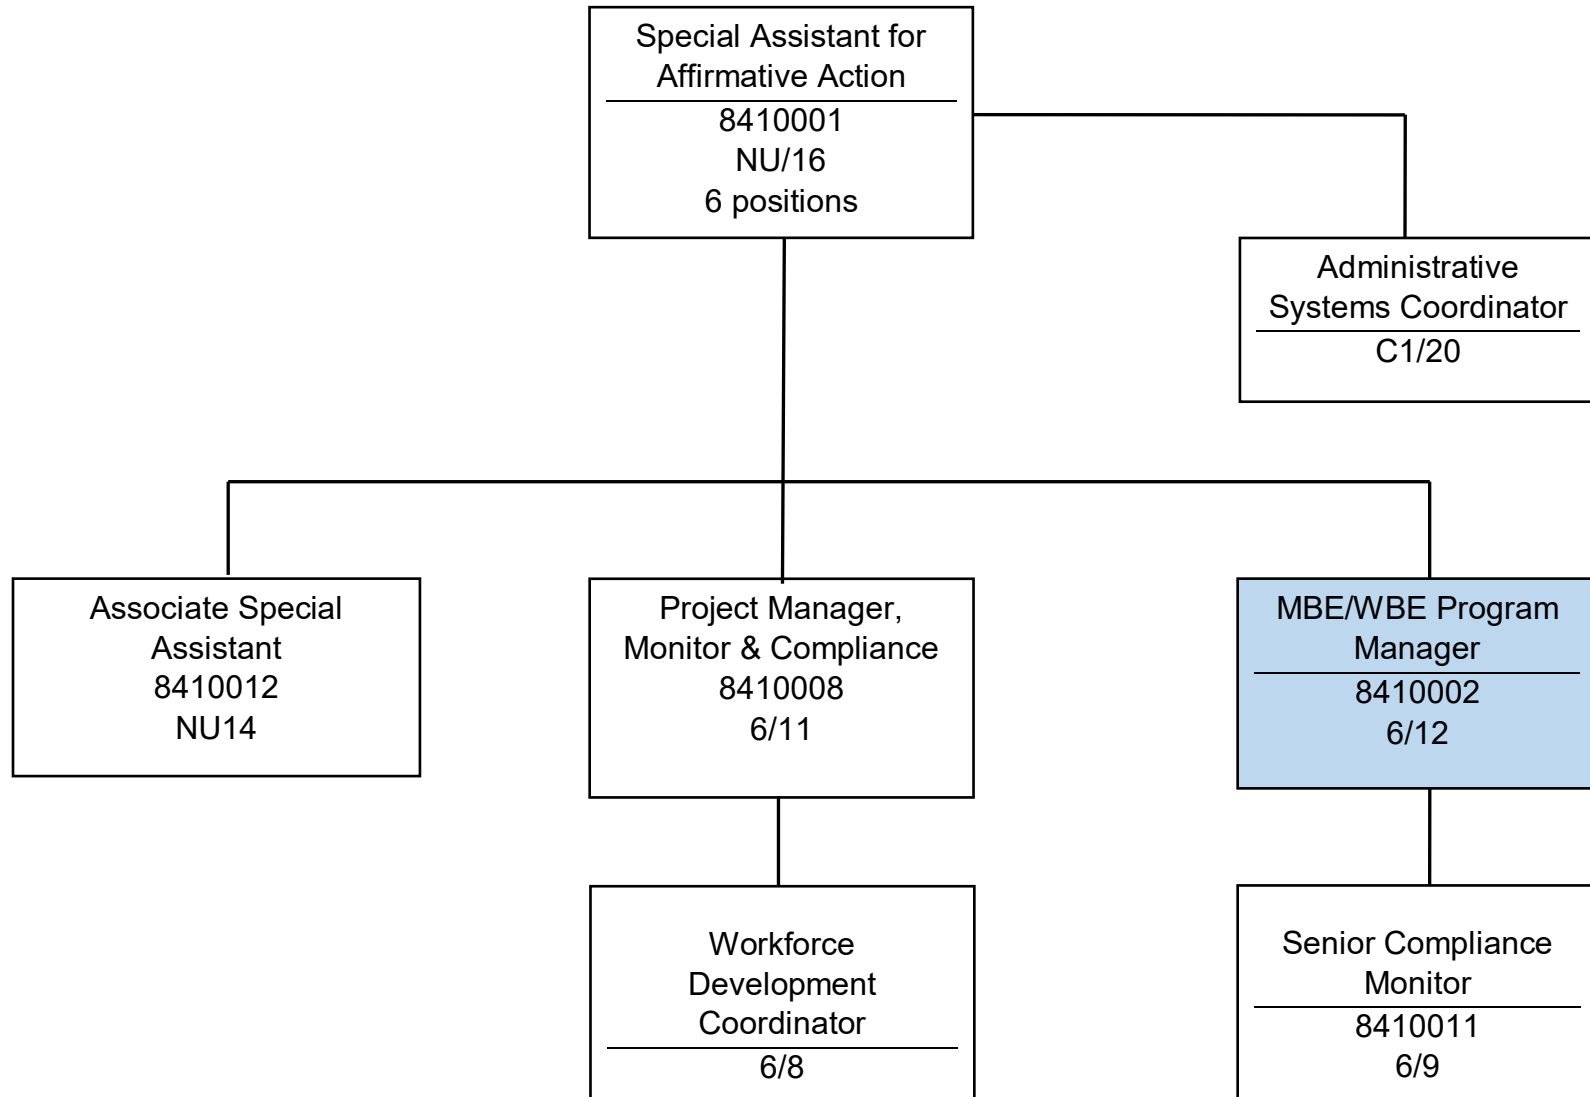 Special Assistant for
Affirmative Action
8410001
NU/16
6 positions
Administrative
Systems Coordinator
C1/20
Associate Special
Assistant
8410012
NU14
Project Manager,
Monitor & Compliance
8410008
6/11
MBE/WBE Program
Manager
8410002
6/12
Workforce
Development
Coordinator
6/8
Senior Compliance
Monitor
8410011
6/9